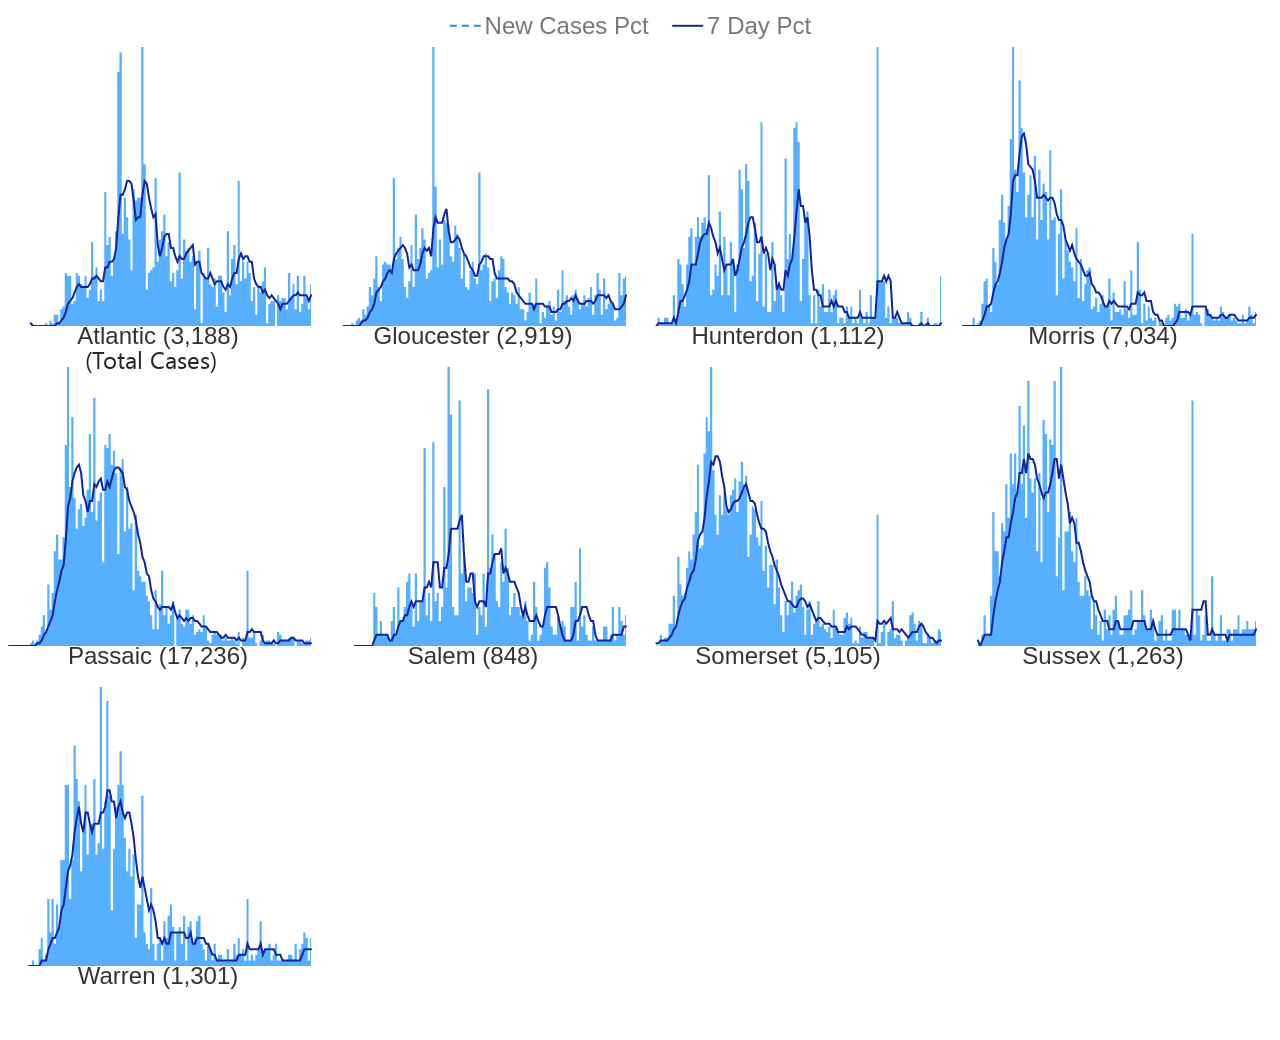 New Cases Pct 7 Day Pct
Atlantic (3,188) Gloucester (2,919) Hunterdon (1,112) Morris (7,034)
(Total Cases)
Passaic (17,236) Salem (848) Somerset (5,105) Sussex (1,263)
Warren (1,301)